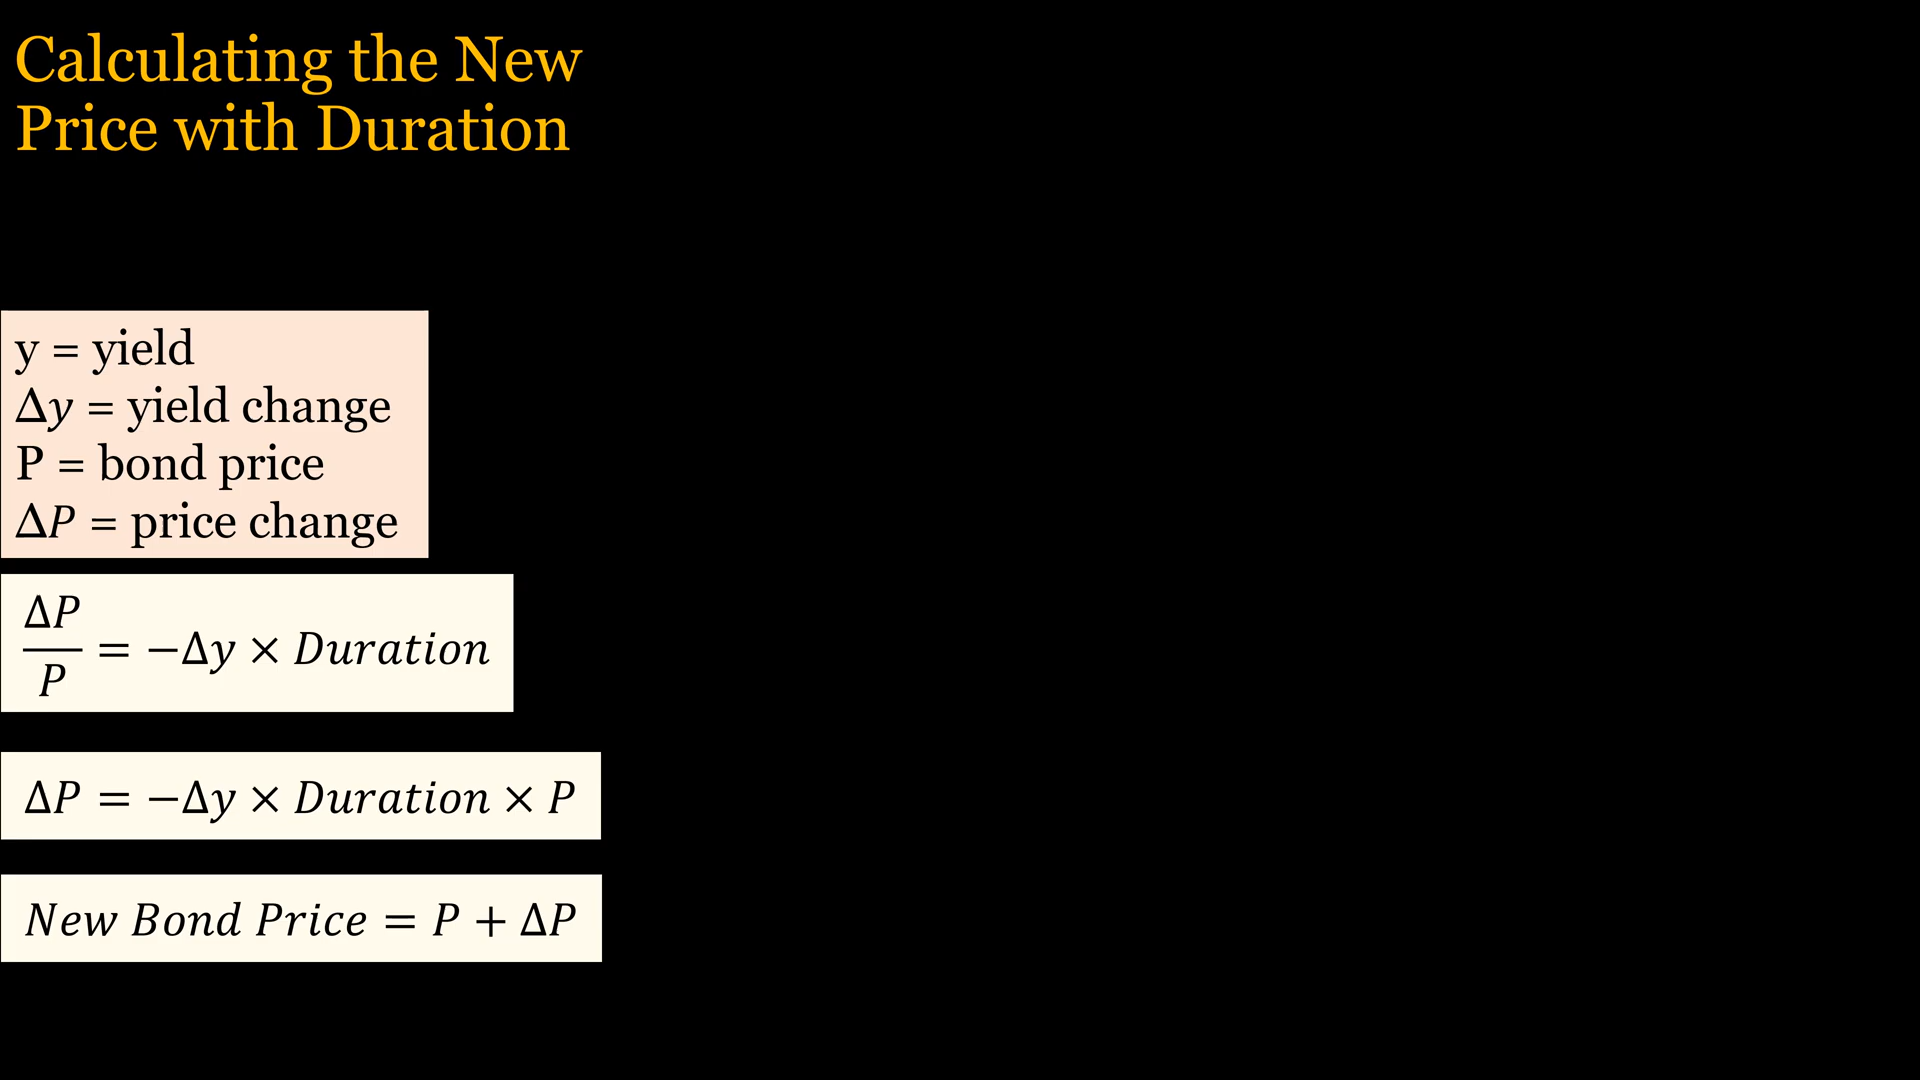 Calculating the New
Price with Duration
y = yield
Δy = yield change
P = bond price
ΔP = price change
ΔP/P = −Δy × Duration
ΔP = −Δy × Duration × P
New Bond Price = P + ΔP